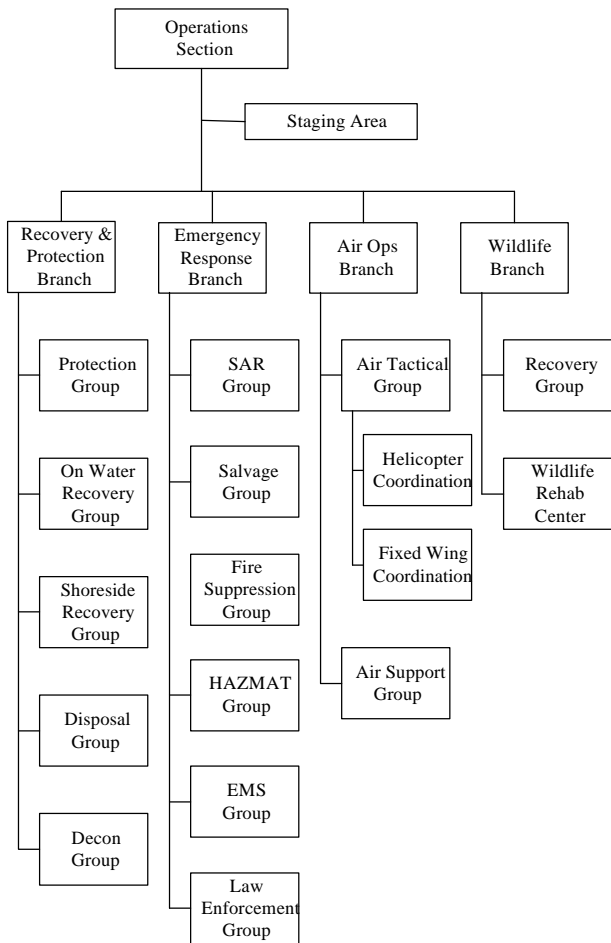 Operations
Section
Staging Area
Recovery &
Protection
Branch
Emergency
Response
Branch
Air Ops
Branch
Wildlife
Branch
Protection
Group
On Water
Recovery
Group
Shoreside
Recovery
Group
Disposal
Group
Decon
Group
SAR
Group
Salvage
Group
Fire
Suppression
Group
HAZMAT
Group
EMS
Group
Law
Enforcement
Group
Air Tactical
Group
Helicopter
Coordination
Fixed Wing
Coordination
Air Support
Group
Recovery
Group
Wildlife
Rehab
Center